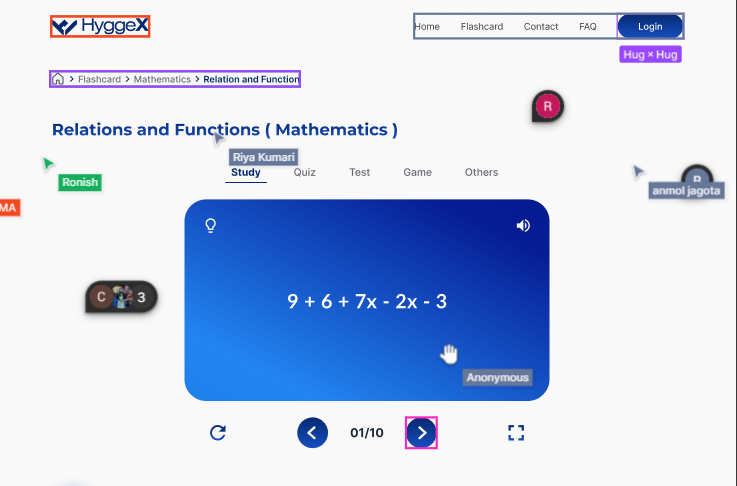 HyggeX
Home Flashcard Contact FAQ Login
Hug × Hug
Flashcard Mathematics Relation and Function
R
Relations and Functions ( Mathematics )
Riya Kumari
Ronish
Study Quiz Test Game Others
anmol jagota
MA
C 3
9 + 6 + 7x - 2x - 3
Anonymous
01/10